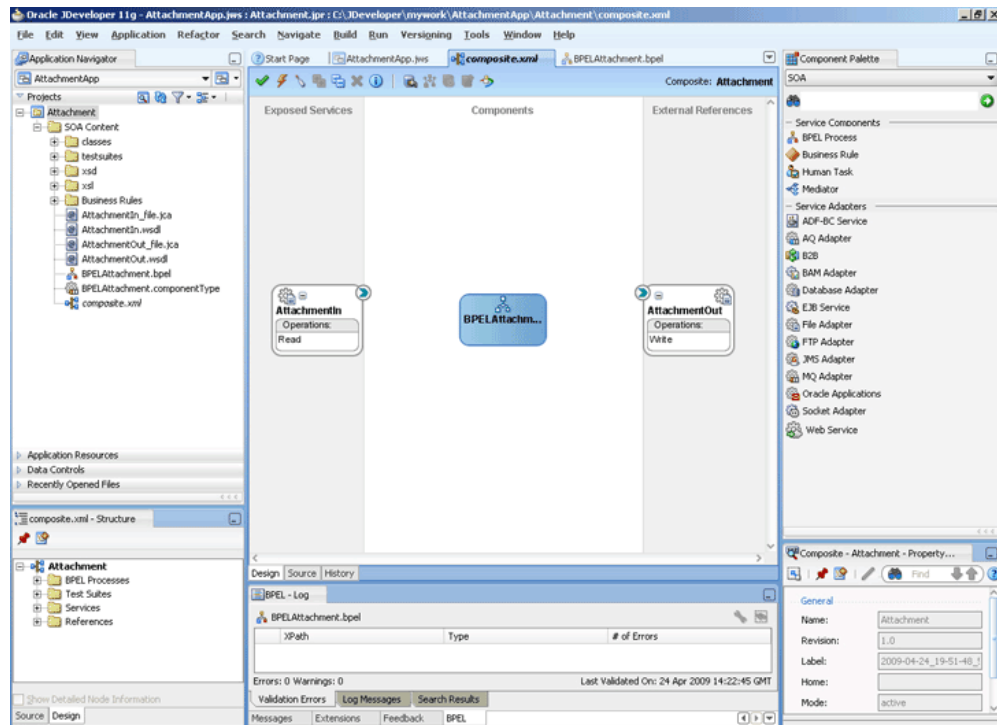 Oracle JDeveloper 11g - AttachmentApp.jws : Attachment.jpr : C:\JDeveloper\mywork\AttachmentApp\Attachment\composite.xml
File Edit View Application Refactor Search Navigate Build Run Versioning Tools Window Help
Application Navigator
AttachmentApp
Projects
Attachment
SOA Content
classes
testsuites
xsd
xsl
Business Rules
AttachmentIn_file.jca
AttachmentIn.wsdl
AttachmentOut_file.jca
AttachmentOut.wsdl
BPELAttachment.bpel
BPELAttachment.componentType
composite.xml
Application Resources
Data Controls
Recently Opened Files
composite.xml - Structure
Attachment
BPEL Processes
Test Suites
Services
References
Show Detailed Node Information
Source Design
Start Page AttachmentApp.jws composite.xml BPELAttachment.bpel
Composite: Attachment
Exposed Services Components External References
AttachmentIn
Operations:
Read
BPELAttachm...
AttachmentOut
Operations:
Write
Design Source History
BPEL - Log
BPELAttachment.bpel
XPath Type # of Errors
Errors: 0 Warnings: 0 Last Validated On: 24 Apr 2009 14:22:45 GMT
Validation Errors Log Messages Search Results
Messages Extensions Feedback BPEL
Component Palette
SOA
Service Components
BPEL Process
Business Rule
Human Task
Mediator
Service Adapters
ADF-BC Service
AQ Adapter
B2B
BAM Adapter
Database Adapter
EJB Service
File Adapter
FTP Adapter
JMS Adapter
MQ Adapter
Oracle Applications
Socket Adapter
Web Service
Composite - Attachment - Property...
Find
General
Name: Attachment
Revision: 1.0
Label: 2009-04-24_19-51-48_
Home:
Mode: active